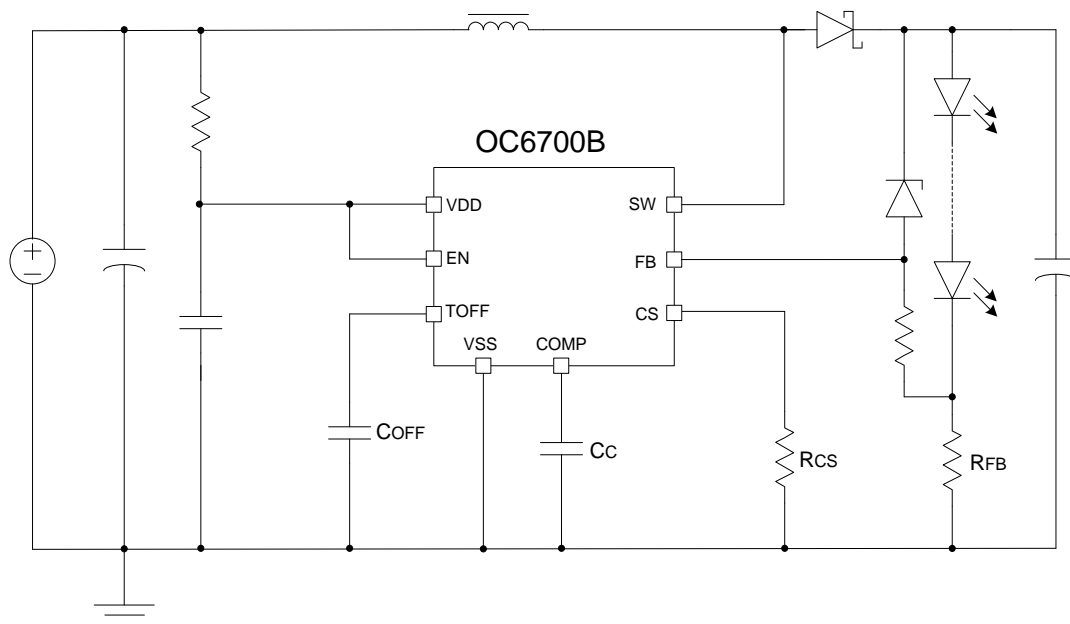 OC6700B
VDD
SW
EN
FB
TOFF
CS
VSS
COMP
COFF
CC
RCS
RFB